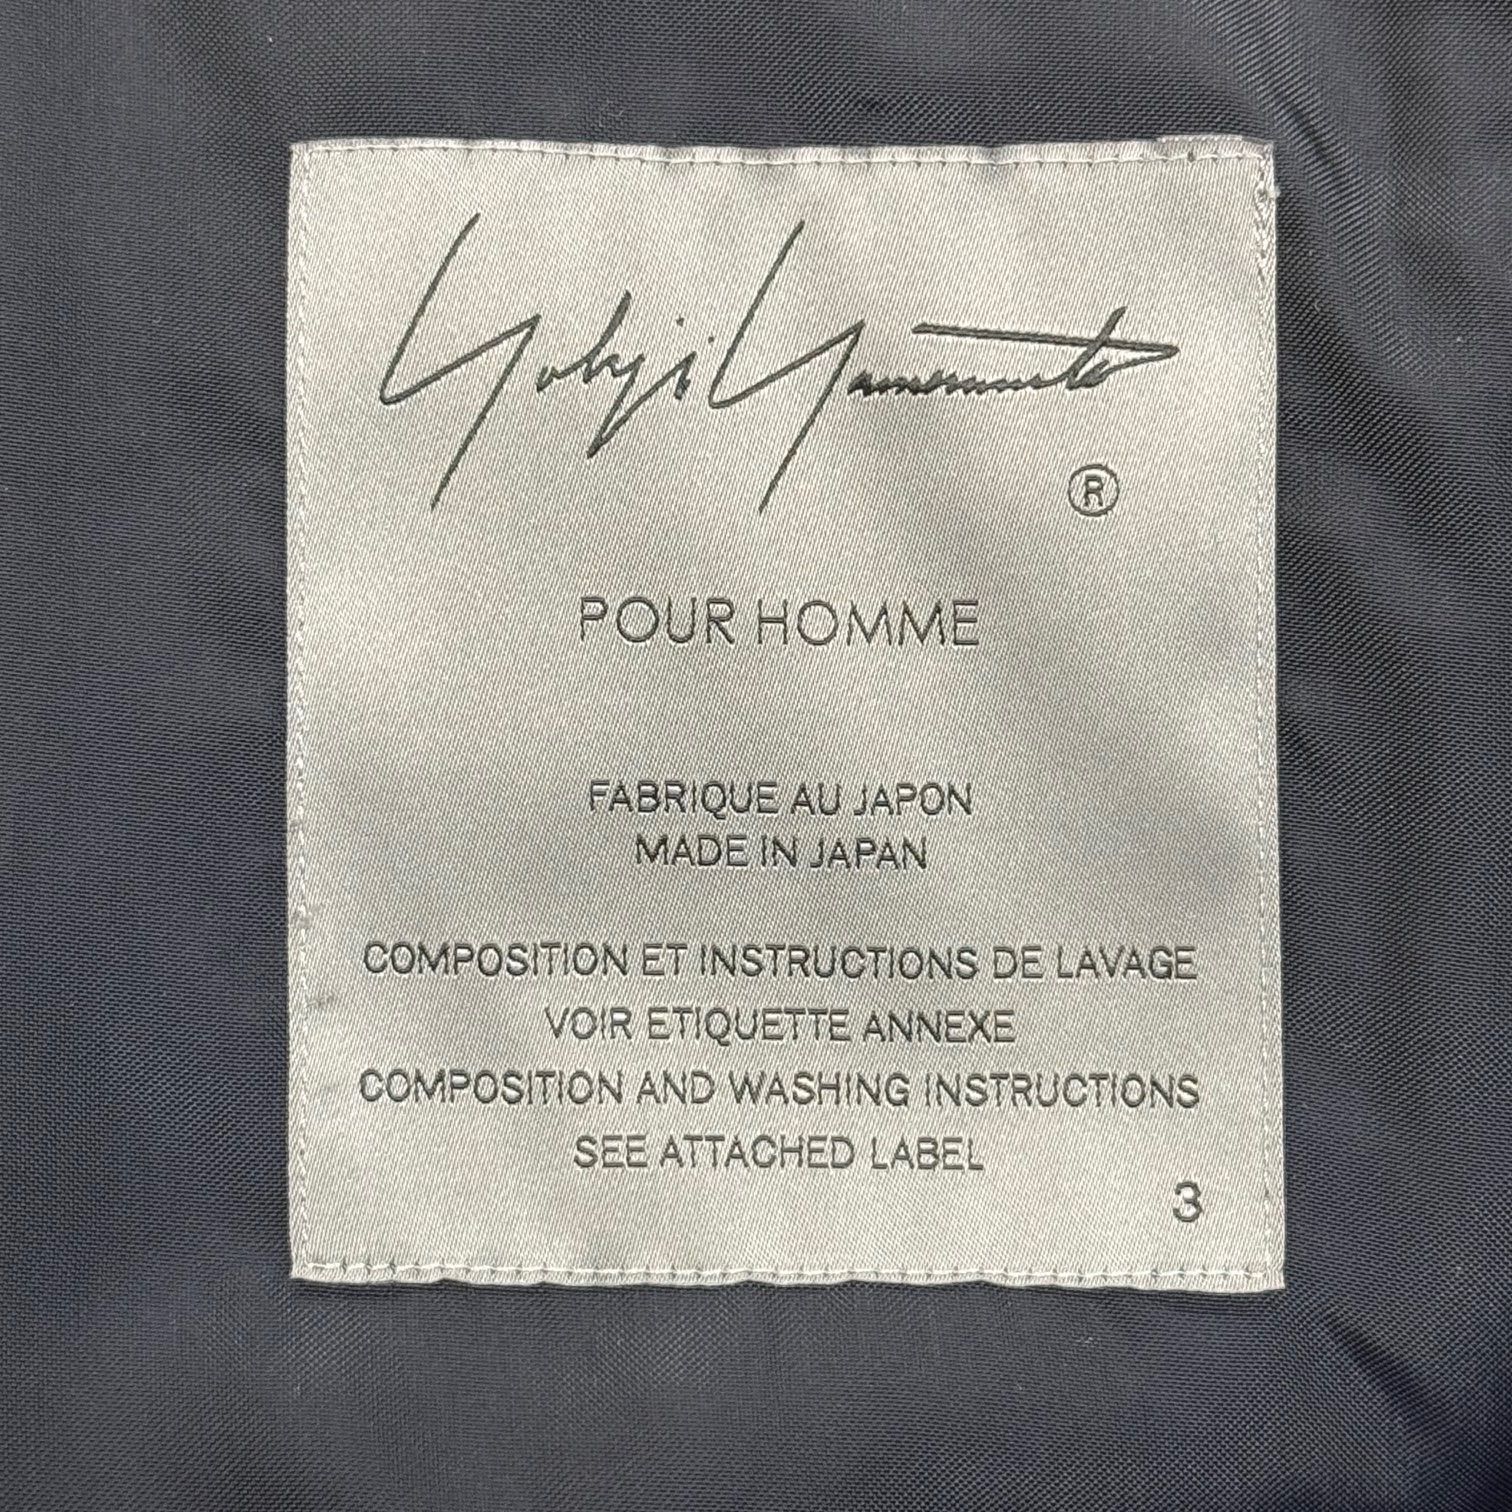 Yohji Yamamoto
®
POUR HOMME
FABRIQUE AU JAPON
MADE IN JAPAN
COMPOSITION ET INSTRUCTIONS DE LAVAGE
VOIR ETIQUETTE ANNEXE
COMPOSITION AND WASHING INSTRUCTIONS
SEE ATTACHED LABEL
3